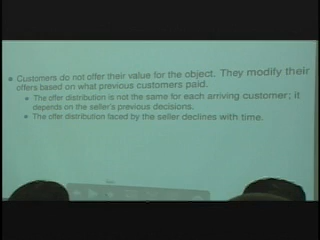 Customers do not offer their value for the object. They modify their
offers based on what previous customers paid.
The offer distribution is not the same for each arriving customer; it
depends on the seller's previous decisions.
The offer distribution faced by the seller declines with time.